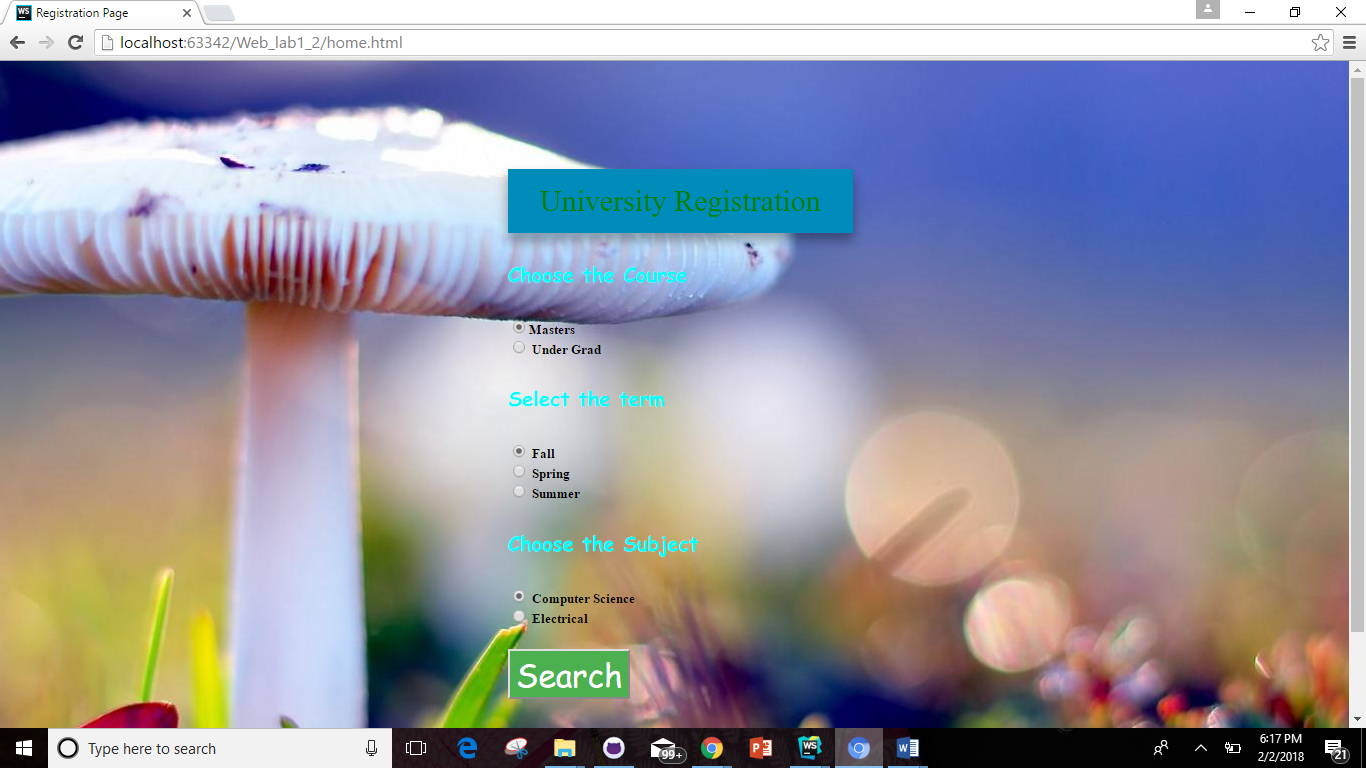 Registration Page
localhost:63342/Web_lab1_2/home.html
University Registration
Choose the Course
Masters
Under Grad
Select the term
Fall
Spring
Summer
Choose the Subject
Computer Science
Electrical
Search
Type here to search
99+
6:17 PM
2/2/2018
21